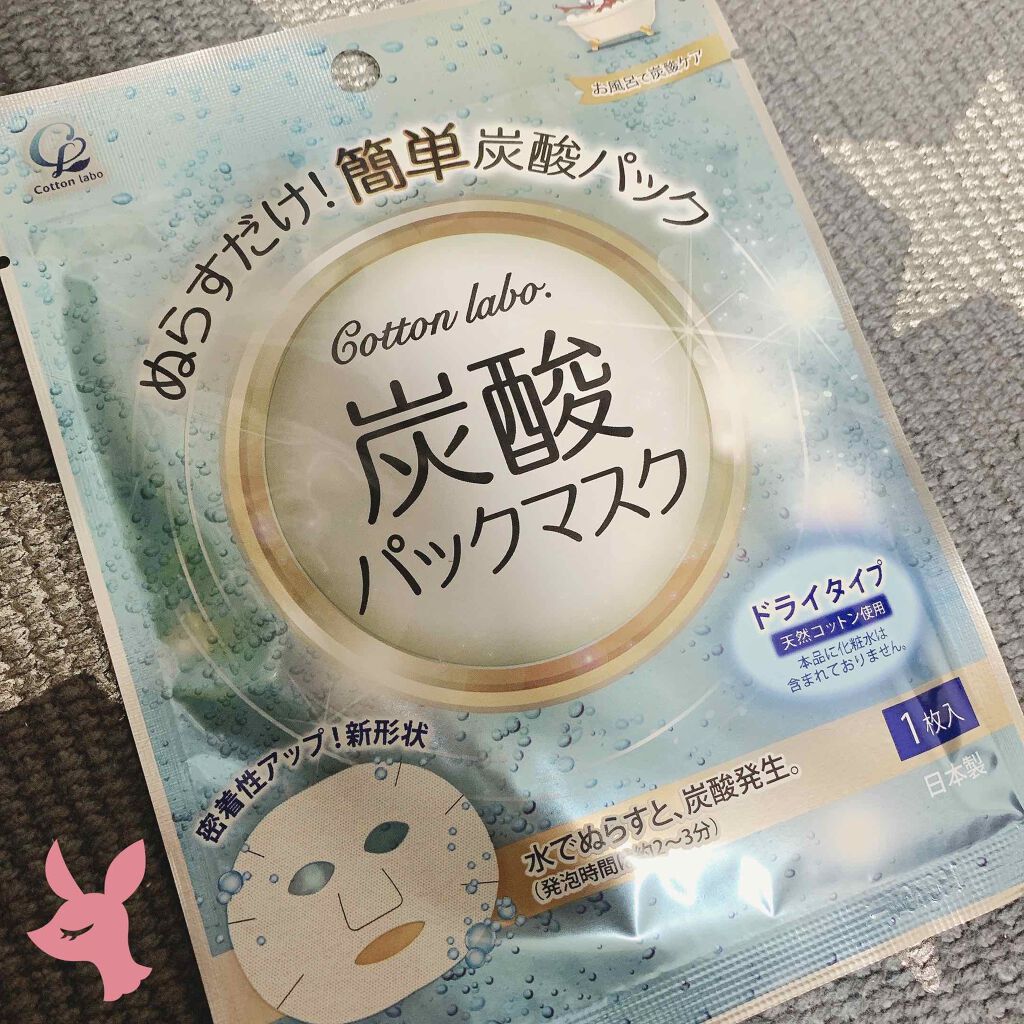 お風呂で炭酸ケア
Cotton labo
ぬらすだけ!簡単炭酸パック
Cotton labo.
炭酸
パックマスク
ドライタイプ
天然コットン使用
本品に化粧水は
含まれておりません。
1枚入
日本製
密着性アップ!新形状
水でぬらすと、炭酸発生。
(発泡時間は約2〜3分)